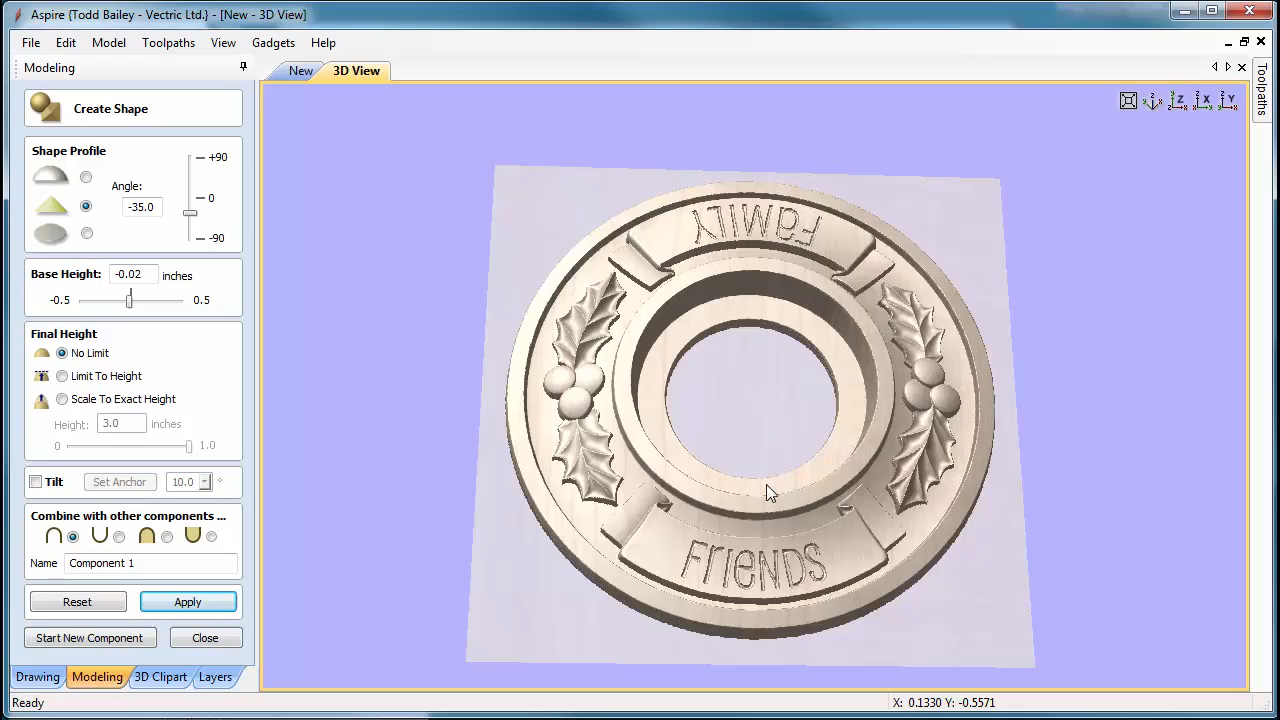 Aspire {Todd Bailey - Vectric Ltd.} - [New - 3D View]
File Edit Model Toolpaths View Gadgets Help
Modeling
New 3D View
Toolpaths
Z X Y
Create Shape
Shape Profile
+90
Angle:
0
-35.0
-90
Base Height: -0.02 inches
-0.5 0.5
Final Height
No Limit
Limit To Height
Scale To Exact Height
Height: 3.0 inches
0 1.0
Tilt Set Anchor 10.0 °
Combine with other components ...
Name Component 1
Reset Apply
Start New Component Close
Drawing Modeling 3D Clipart Layers
FAMILY
FrIENDS
Ready X: 0.1330 Y: -0.5571